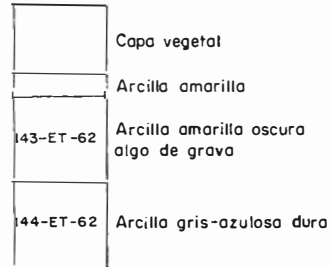 Capa vegetal
Arcilla amarilla
143-ET-62 Arcilla amarilla oscura
algo de grava
144-ET-62 Arcilla gris-azulosa dura